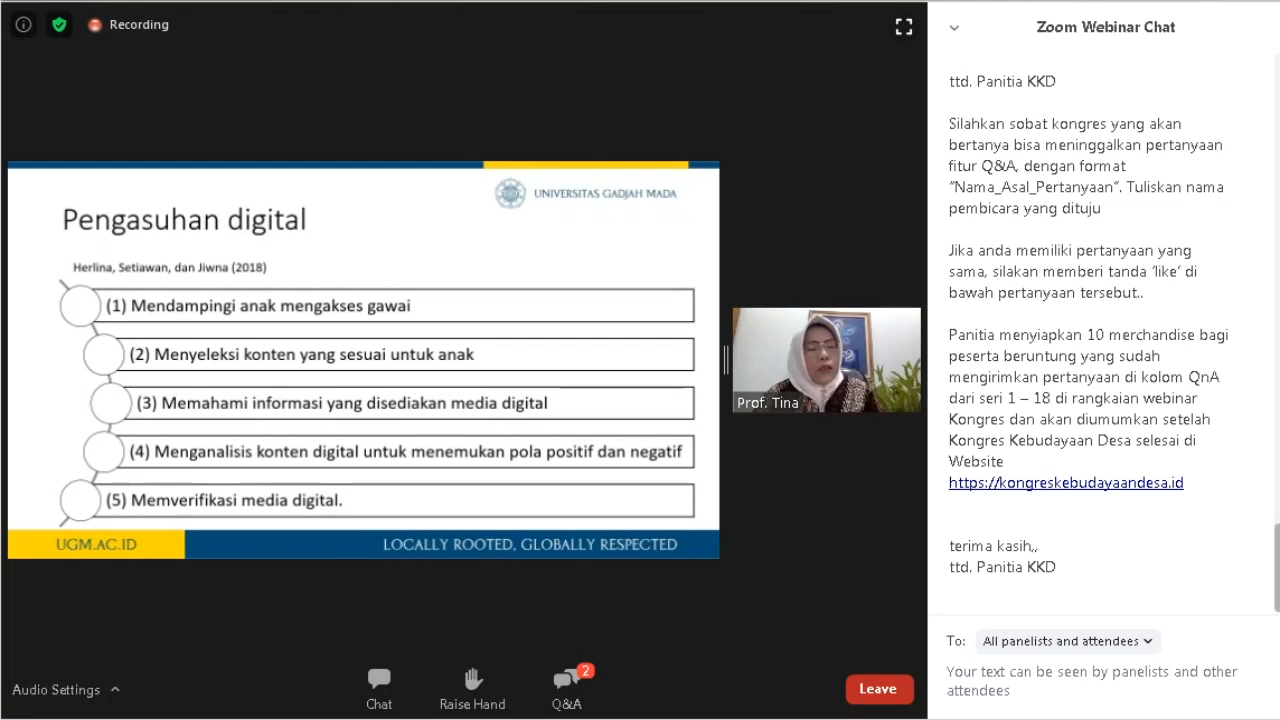 Recording
UNIVERSITAS GADJAH MADA
Pengasuhan digital
Herlina, Setiawan, dan Jiwna (2018)
(1) Mendampingi anak mengakses gawai
(2) Menyeleksi konten yang sesuai untuk anak
(3) Memahami informasi yang disediakan media digital
(4) Menganalisis konten digital untuk menemukan pola positif dan negatif
(5) Memverifikasi media digital.
UGM.AC.ID
LOCALLY ROOTED, GLOBALLY RESPECTED
Prof. Tina
Audio Settings
Chat
Raise Hand
2
Q&A
Leave
Zoom Webinar Chat
ttd. Panitia KKD
Silahkan sobat kongres yang akan
bertanya bisa meninggalkan pertanyaan
fitur Q&A, dengan format
"Nama_Asal_Pertanyaan". Tuliskan nama
pembicara yang dituju
Jika anda memiliki pertanyaan yang
sama, silakan memberi tanda 'like' di
bawah pertanyaan tersebut..
Panitia menyiapkan 10 merchandise bagi
peserta beruntung yang sudah
mengirimkan pertanyaan di kolom QnA
dari seri 1 – 18 di rangkaian webinar
Kongres dan akan diumumkan setelah
Kongres Kebudayaan Desa selesai di
Website
https://kongreskebudayaandesa.id
terima kasih,,
ttd. Panitia KKD
To: All panelists and attendees
Your text can be seen by panelists and other
attendees